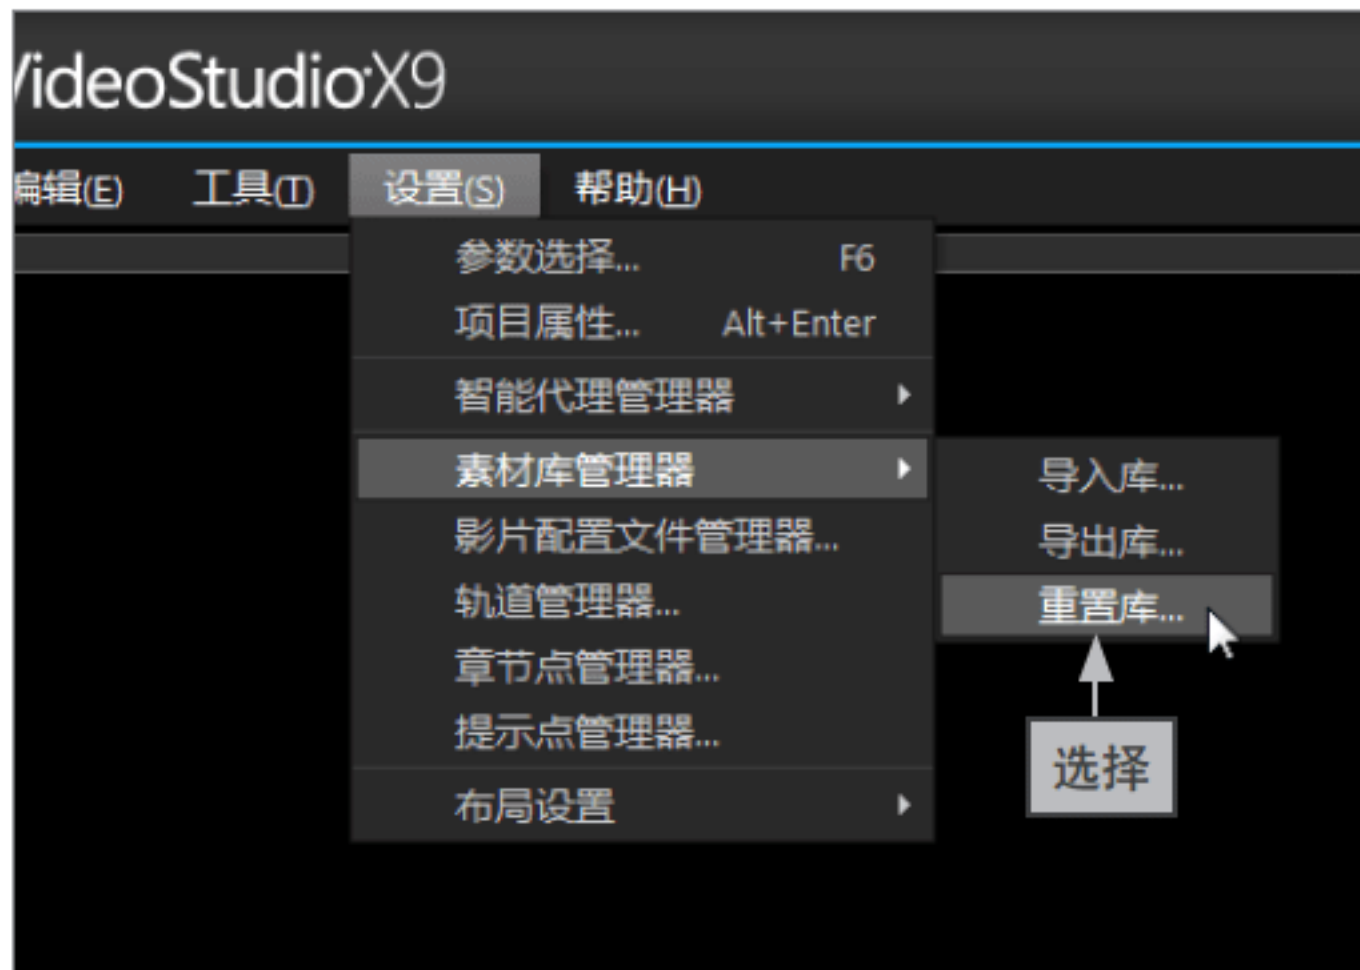 VideoStudio X9
编辑(E) 工具(T) 设置(S) 帮助(H)
参数选择... F6
项目属性... Alt+Enter
智能代理管理器
素材库管理器
影片配置文件管理器...
轨道管理器...
章节点管理器...
提示点管理器...
布局设置
导入库...
导出库...
重置库...
选择